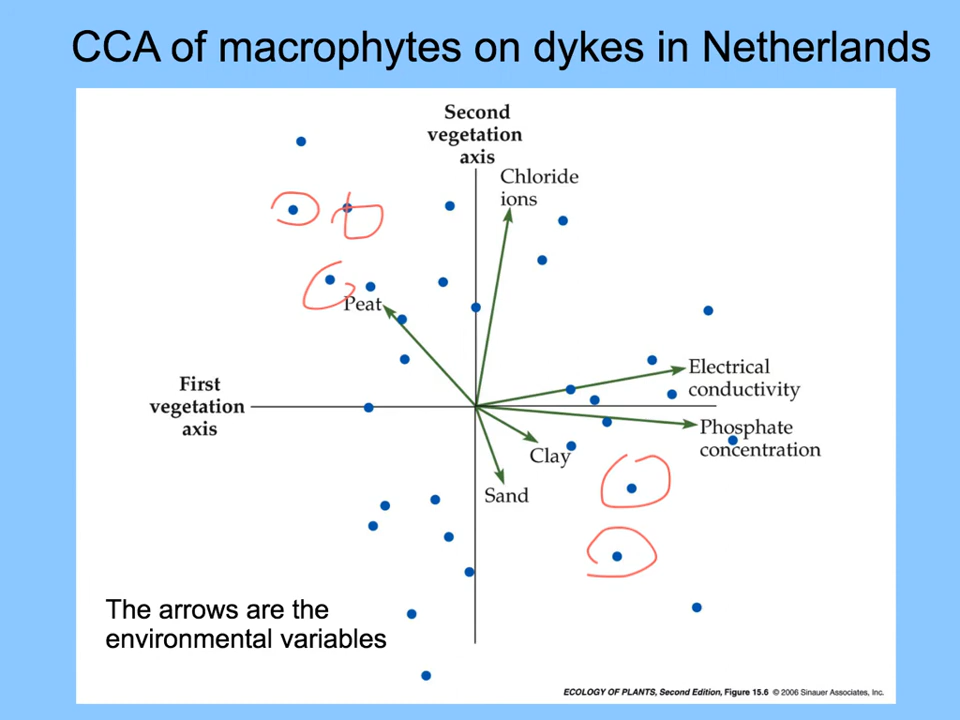 CCA of macrophytes on dykes in Netherlands
Second
vegetation
axis
Chloride
ions
Peat
First
vegetation
axis
Electrical
conductivity
Phosphate
concentration
Clay
Sand
The arrows are the
environmental variables
ECOLOGY OF PLANTS, Second Edition, Figure 15.6 © 2006 Sinauer Associates, Inc.